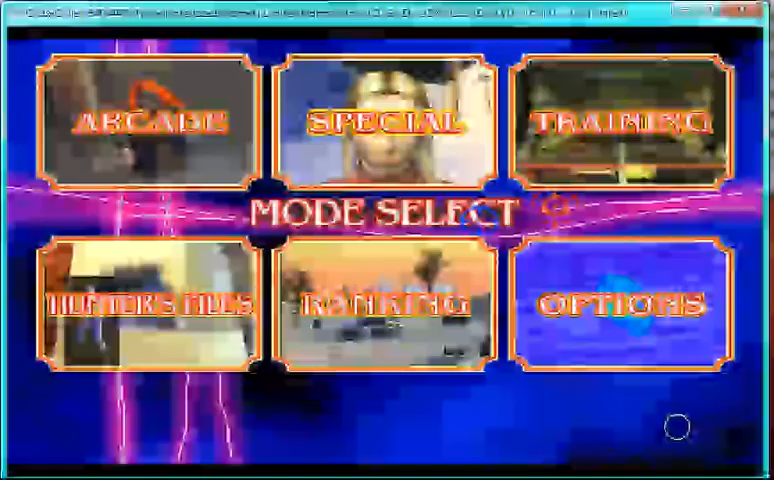 ARCADE
SPECIAL
TRAINING
MODE SELECT
HUNTER'S FILES
RANKING
OPTIONS